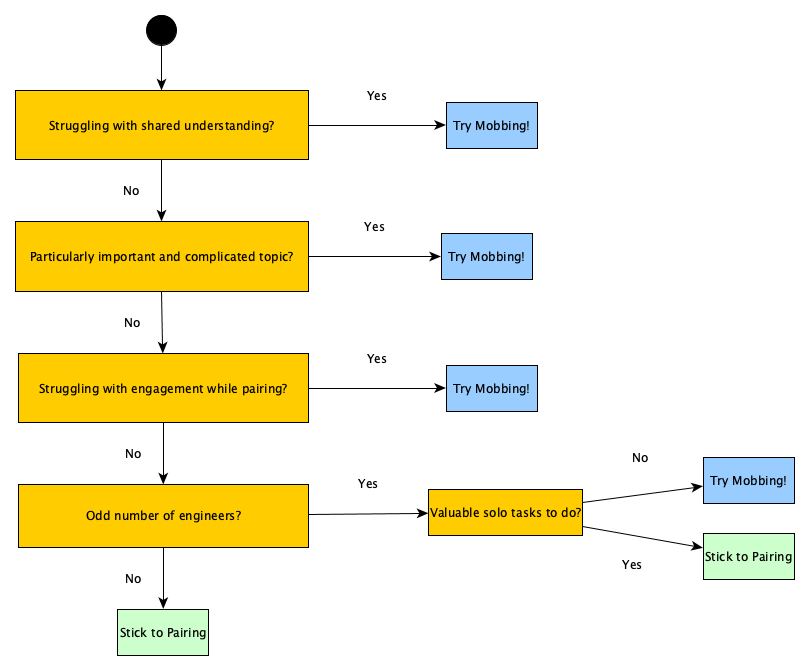 Yes
Struggling with shared understanding?
Try Mobbing!
No
Yes
Particularly important and complicated topic?
Try Mobbing!
No
Yes
Struggling with engagement while pairing?
Try Mobbing!
No
Yes
No
Try Mobbing!
Odd number of engineers?
Valuable solo tasks to do?
Stick to Pairing
Yes
No
Stick to Pairing